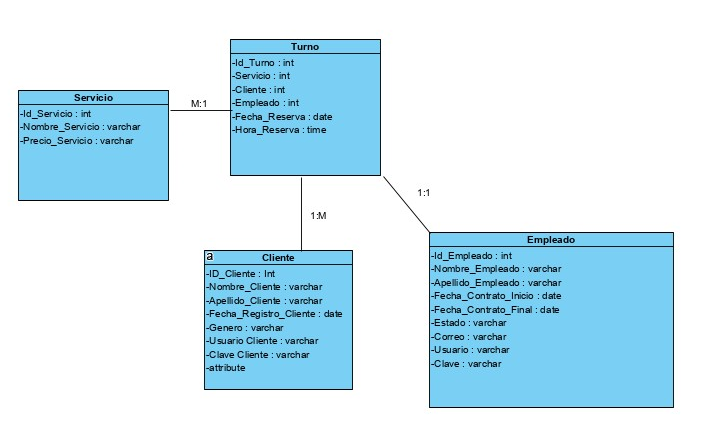 Turno
-Id_Turno : int
-Servicio : int
-Cliente : int
-Empleado : int
-Fecha_Reserva : date
-Hora_Reserva : time
Servicio
-Id_Servicio : int
-Nombre_Servicio : varchar
-Precio_Servicio : varchar
M:1
1:M
1:1
a
Cliente
-ID_Cliente : Int
-Nombre_Cliente : varchar
-Apellido_Cliente : varchar
-Fecha_Registro_Cliente : date
-Genero : varchar
-Usuario Cliente : varchar
-Clave Cliente : varchar
-attribute
Empleado
-Id_Empleado : int
-Nombre_Empleado : varchar
-Apellido_Empleado : varchar
-Fecha_Contrato_Inicio : date
-Fecha_Contrato_Final : date
-Estado : varchar
-Correo : varchar
-Usuario : varchar
-Clave : varchar